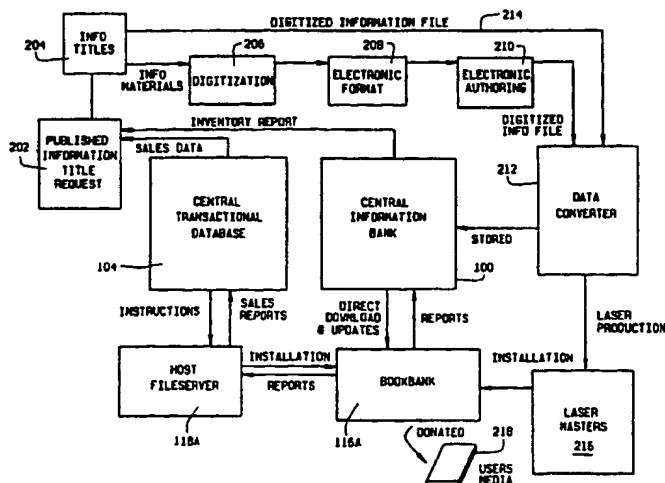 DIGITIZED INFORMATION FILE
214
INFO
TITLES
204
206
208
210
INFO
MATERIALS
DIGITIZATION
ELECTRONIC
FORMAT
ELECTRONIC
AUTHORING
INVENTORY REPORT
SALES DATA
202
PUBLISHED
INFORMATION
TITLE
REQUEST
DIGITIZED
INFO FILE
212
CENTRAL
TRANSACTIONAL
DATABASE
104
CENTRAL
INFORMATION
BANK
100
DATA
CONVERTER
STORED
INSTRUCTIONS
SALES
REPORTS
DIRECT
DOWNLOAD
& UPDATES
REPORTS
LASER
PRODUCTION
HOST
FILESERVER
118A
INSTALLATION
REPORTS
BOOKBANK
116A
INSTALLATION
LASER
MASTERS
216
DONATED
218
USERS
MEDIA